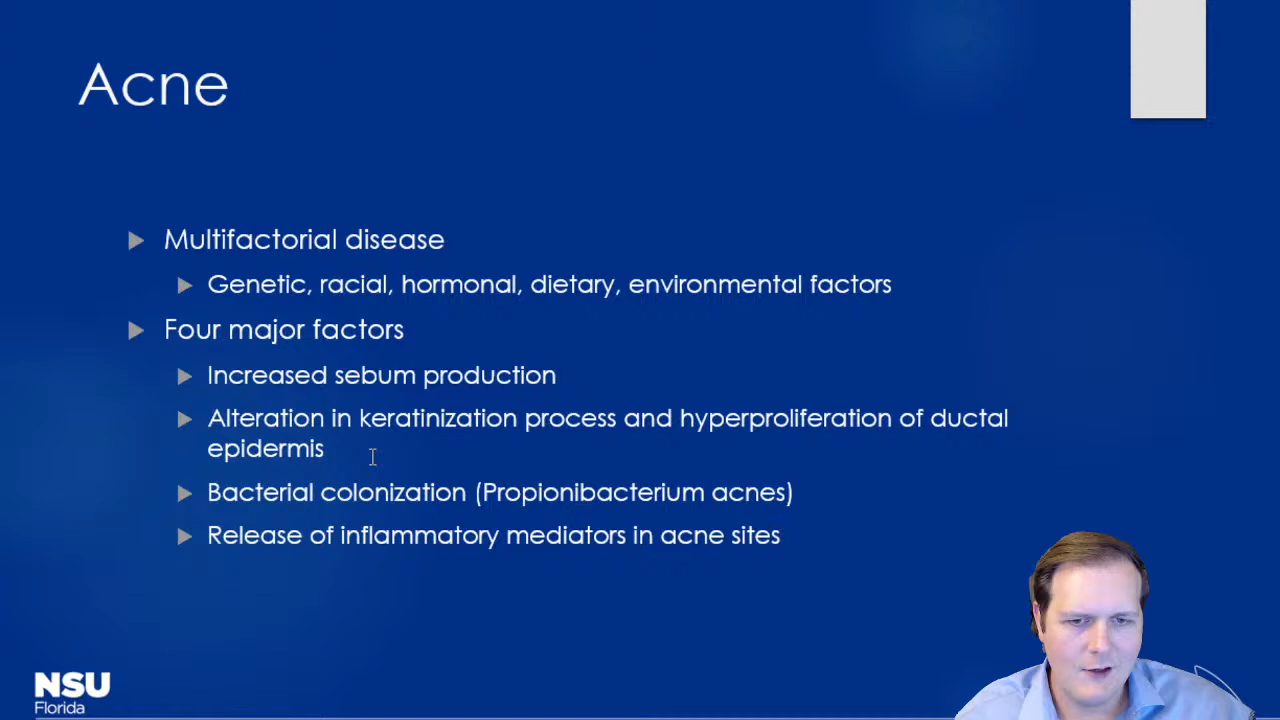 Acne
Multifactorial disease
Genetic, racial, hormonal, dietary, environmental factors
Four major factors
Increased sebum production
Alteration in keratinization process and hyperproliferation of ductal
epidermis
Bacterial colonization (Propionibacterium acnes)
Release of inflammatory mediators in acne sites
NSU
Florida